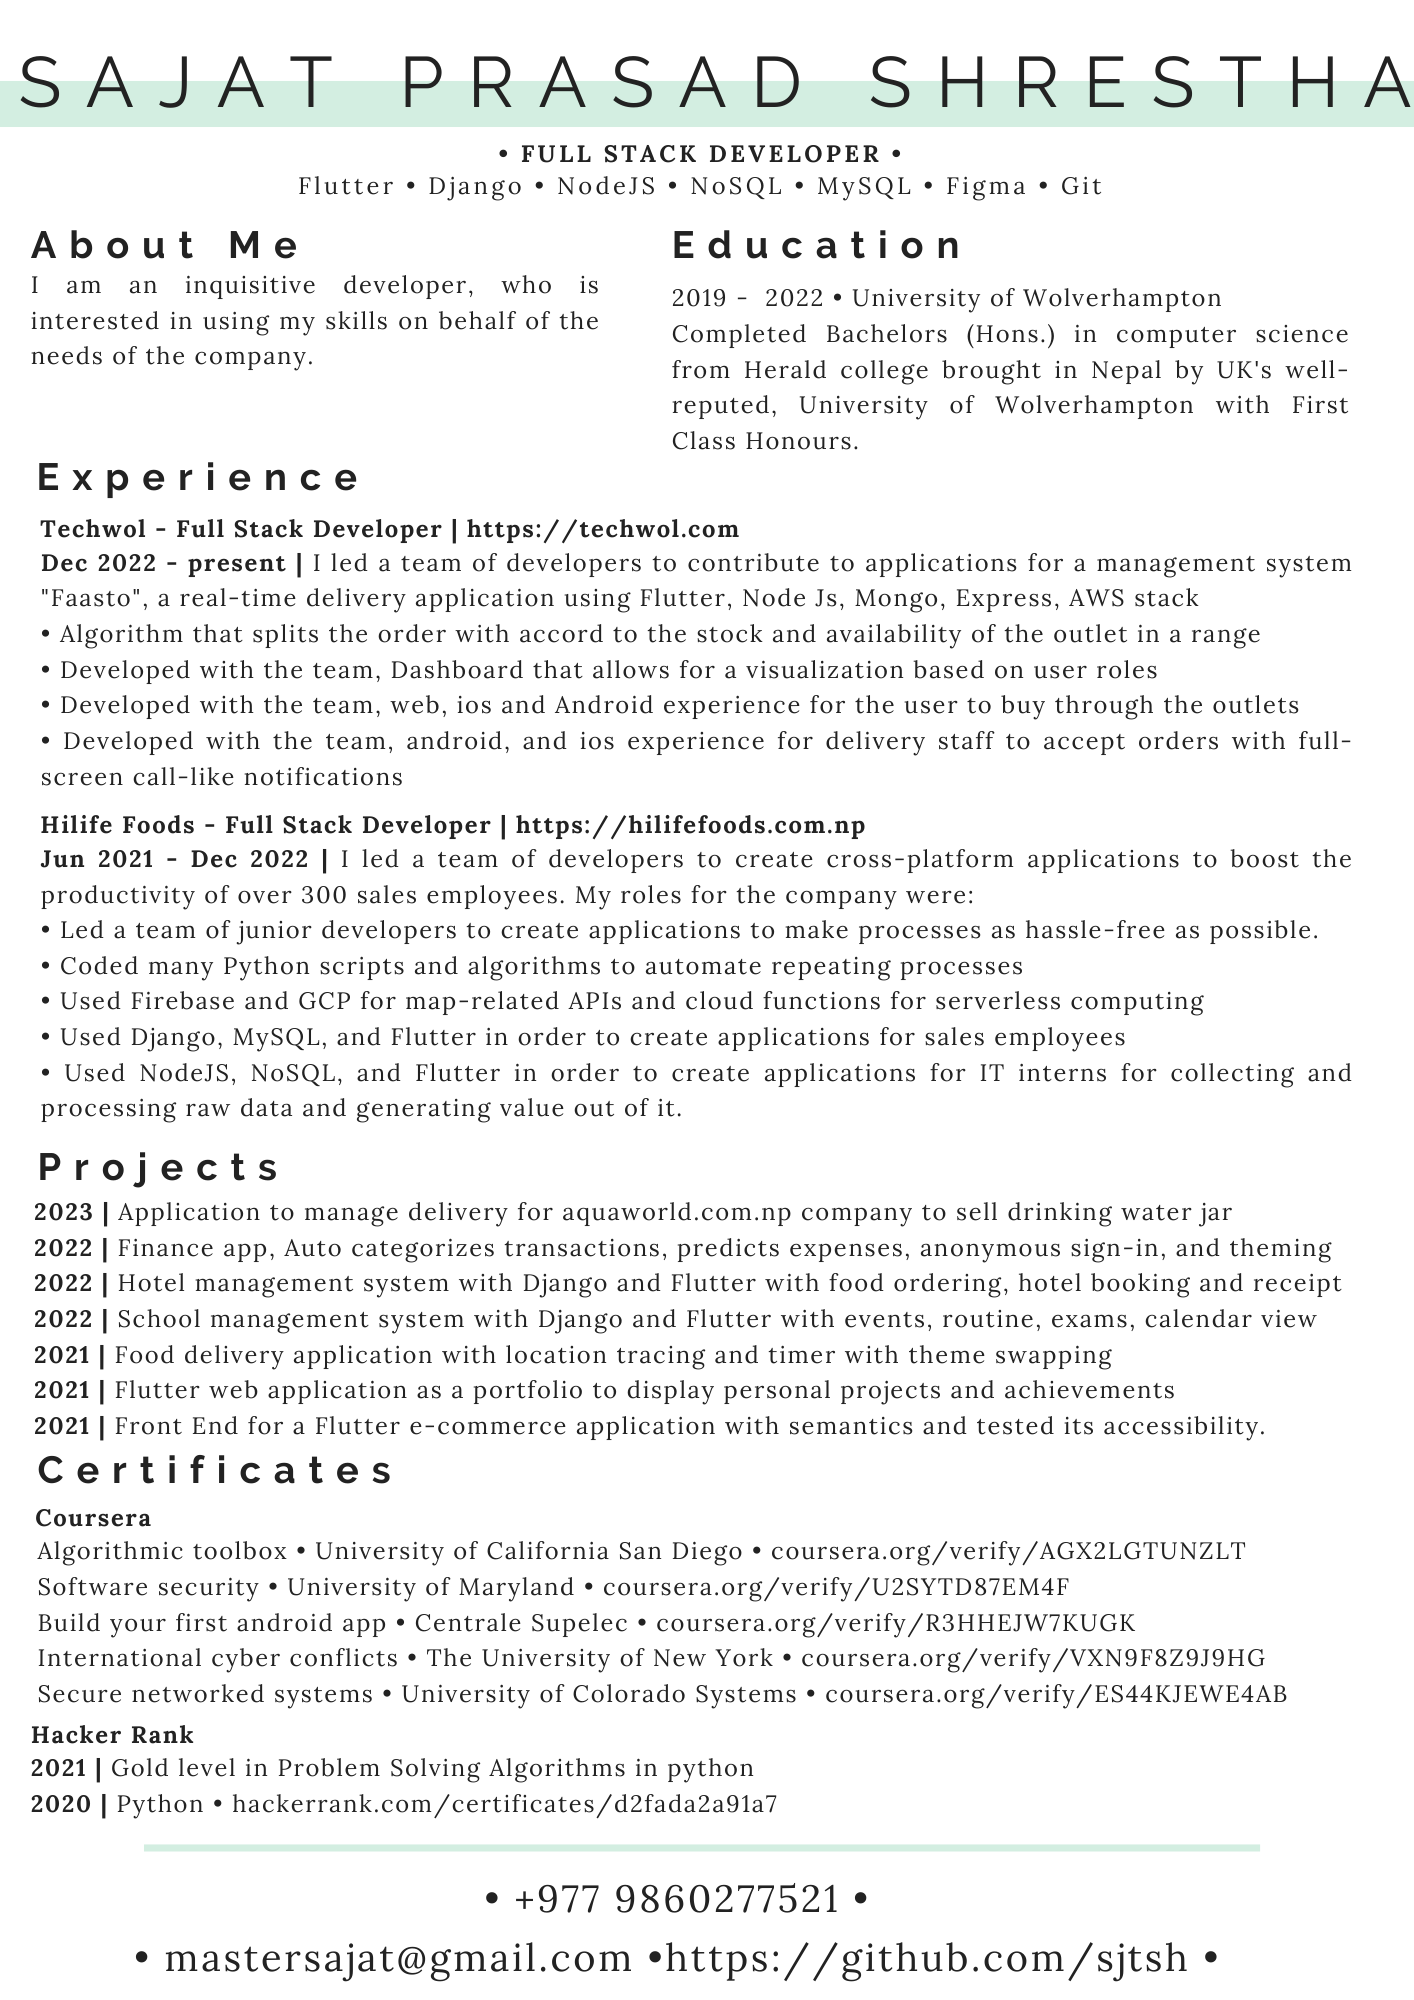 SAJAT PRASAD SHRESTHA
• FULL STACK DEVELOPER •
Flutter • Django • NodeJS • NoSQL • MySQL • Figma • Git
About Me
I am an inquisitive developer, who is
interested in using my skills on behalf of the
needs of the company.
Education
2019 - 2022 • University of Wolverhampton
Completed Bachelors (Hons.) in computer science
from Herald college brought in Nepal by UK's well-
reputed, University of Wolverhampton with First
Class Honours.
Experience
Techwol - Full Stack Developer | https://techwol.com
Dec 2022 - present | I led a team of developers to contribute to applications for a management system
"Faasto", a real-time delivery application using Flutter, Node Js, Mongo, Express, AWS stack
• Algorithm that splits the order with accord to the stock and availability of the outlet in a range
• Developed with the team, Dashboard that allows for a visualization based on user roles
• Developed with the team, web, ios and Android experience for the user to buy through the outlets
• Developed with the team, android, and ios experience for delivery staff to accept orders with full-
screen call-like notifications
Hilife Foods - Full Stack Developer | https://hilifefoods.com.np
Jun 2021 - Dec 2022 | I led a team of developers to create cross-platform applications to boost the
productivity of over 300 sales employees. My roles for the company were:
• Led a team of junior developers to create applications to make processes as hassle-free as possible.
• Coded many Python scripts and algorithms to automate repeating processes
• Used Firebase and GCP for map-related APIs and cloud functions for serverless computing
• Used Django, MySQL, and Flutter in order to create applications for sales employees
• Used NodeJS, NoSQL, and Flutter in order to create applications for IT interns for collecting and
processing raw data and generating value out of it.
Projects
2023 | Application to manage delivery for aquaworld.com.np company to sell drinking water jar
2022 | Finance app, Auto categorizes transactions, predicts expenses, anonymous sign-in, and theming
2022 | Hotel management system with Django and Flutter with food ordering, hotel booking and receipt
2022 | School management system with Django and Flutter with events, routine, exams, calendar view
2021 | Food delivery application with location tracing and timer with theme swapping
2021 | Flutter web application as a portfolio to display personal projects and achievements
2021 | Front End for a Flutter e-commerce application with semantics and tested its accessibility.
Certificates
Coursera
Algorithmic toolbox • University of California San Diego • coursera.org/verify/AGX2LGTUNZLT
Software security • University of Maryland • coursera.org/verify/U2SYTD87EM4F
Build your first android app • Centrale Supelec • coursera.org/verify/R3HHEJW7KUGK
International cyber conflicts • The University of New York • coursera.org/verify/VXN9F8Z9J9HG
Secure networked systems • University of Colorado Systems • coursera.org/verify/ES44KJEWE4AB
Hacker Rank
2021 | Gold level in Problem Solving Algorithms in python
2020 | Python • hackerrank.com/certificates/d2fada2a91a7
• +977 9860277521 •
• mastersajat@gmail.com •https://github.com/sjtsh •